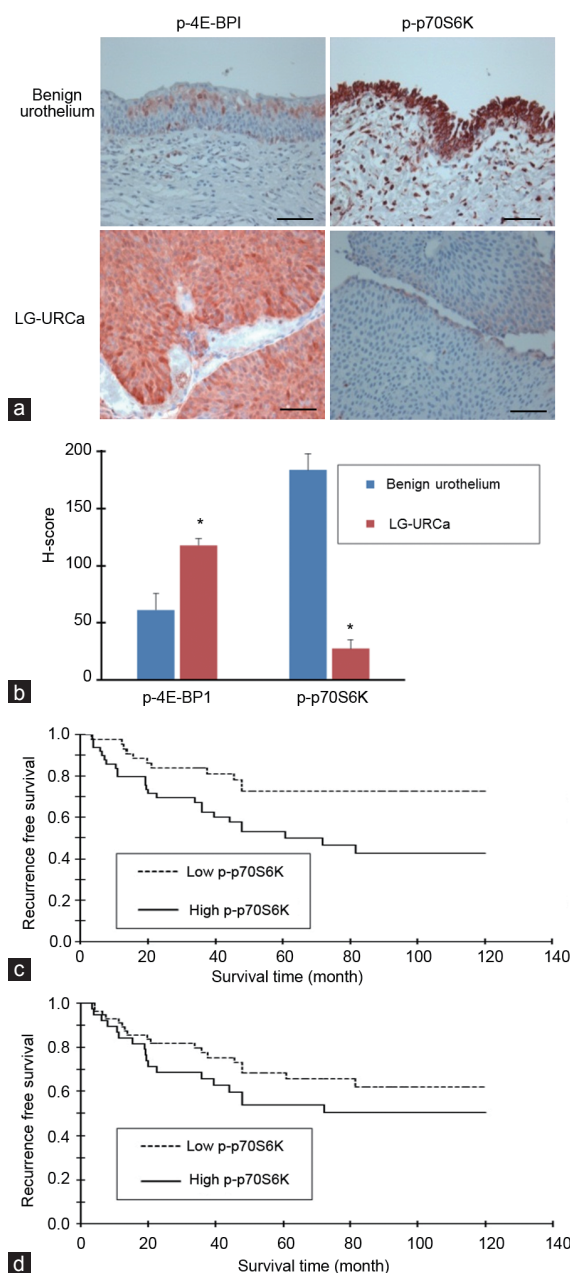 p-4E-BPI
p-p70S6K
Benign
urothelium
LG-URCa
a
200
150
100
50
0
H-score
*
*
Benign urothelium
LG-URCa
p-4E-BP1
p-p70S6K
b
1.0
0.8
0.6
0.4
0.2
0.0
Recurrence free survival
Low p-p70S6K
High p-p70S6K
0 20 40 60 80 100 120 140
Survival time (month)
c
1.0
0.8
0.6
0.4
0.2
0.0
Recurrence free survival
Low p-p70S6K
High p-p70S6K
0 20 40 60 80 100 120 140
Survival time (month)
d